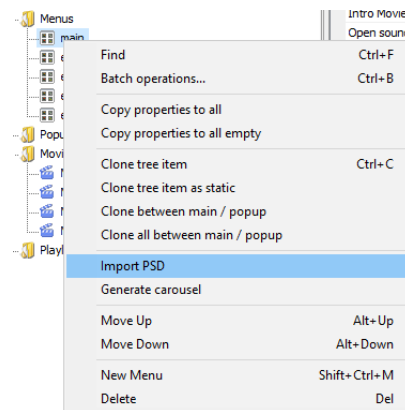 Menus
Intro Movie
main
Open soun
Find Ctrl+F
Batch operations... Ctrl+B
Copy properties to all
Copy properties to all empty
Clone tree item Ctrl+C
Clone tree item as static
Clone between main / popup
Clone all between main / popup
Import PSD
Generate carousel
Move Up Alt+Up
Move Down Alt+Down
New Menu Shift+Ctrl+M
Delete Del
e
e
e
e
Popu
Movi
M
M
M
M
Playl